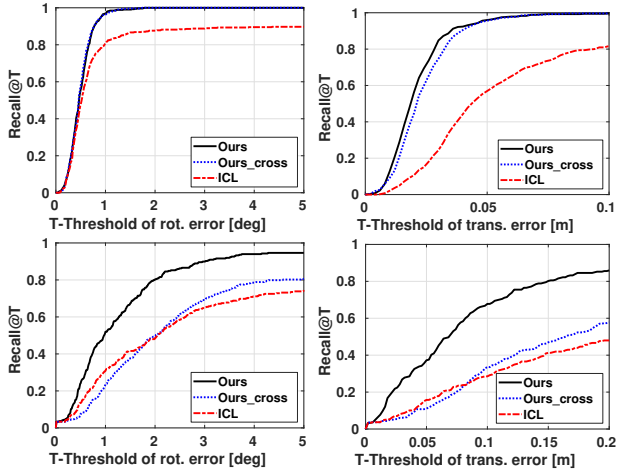 Recall@T
1
0.8
0.6
0.4
0.2
0
0 1 2 3 4 5
Ours
Ours_cross
ICL
T-Threshold of rot. error [deg]
Recall@T
1
0.8
0.6
0.4
0.2
0
0 0.05 0.1
Ours
Ours_cross
ICL
T-Threshold of trans. error [m]
Recall@T
1
0.8
0.6
0.4
0.2
0
0 1 2 3 4 5
Ours
Ours_cross
ICL
T-Threshold of rot. error [deg]
Recall@T
1
0.8
0.6
0.4
0.2
0
0 0.05 0.1 0.15 0.2
Ours
Ours_cross
ICL
T-Threshold of trans. error [m]